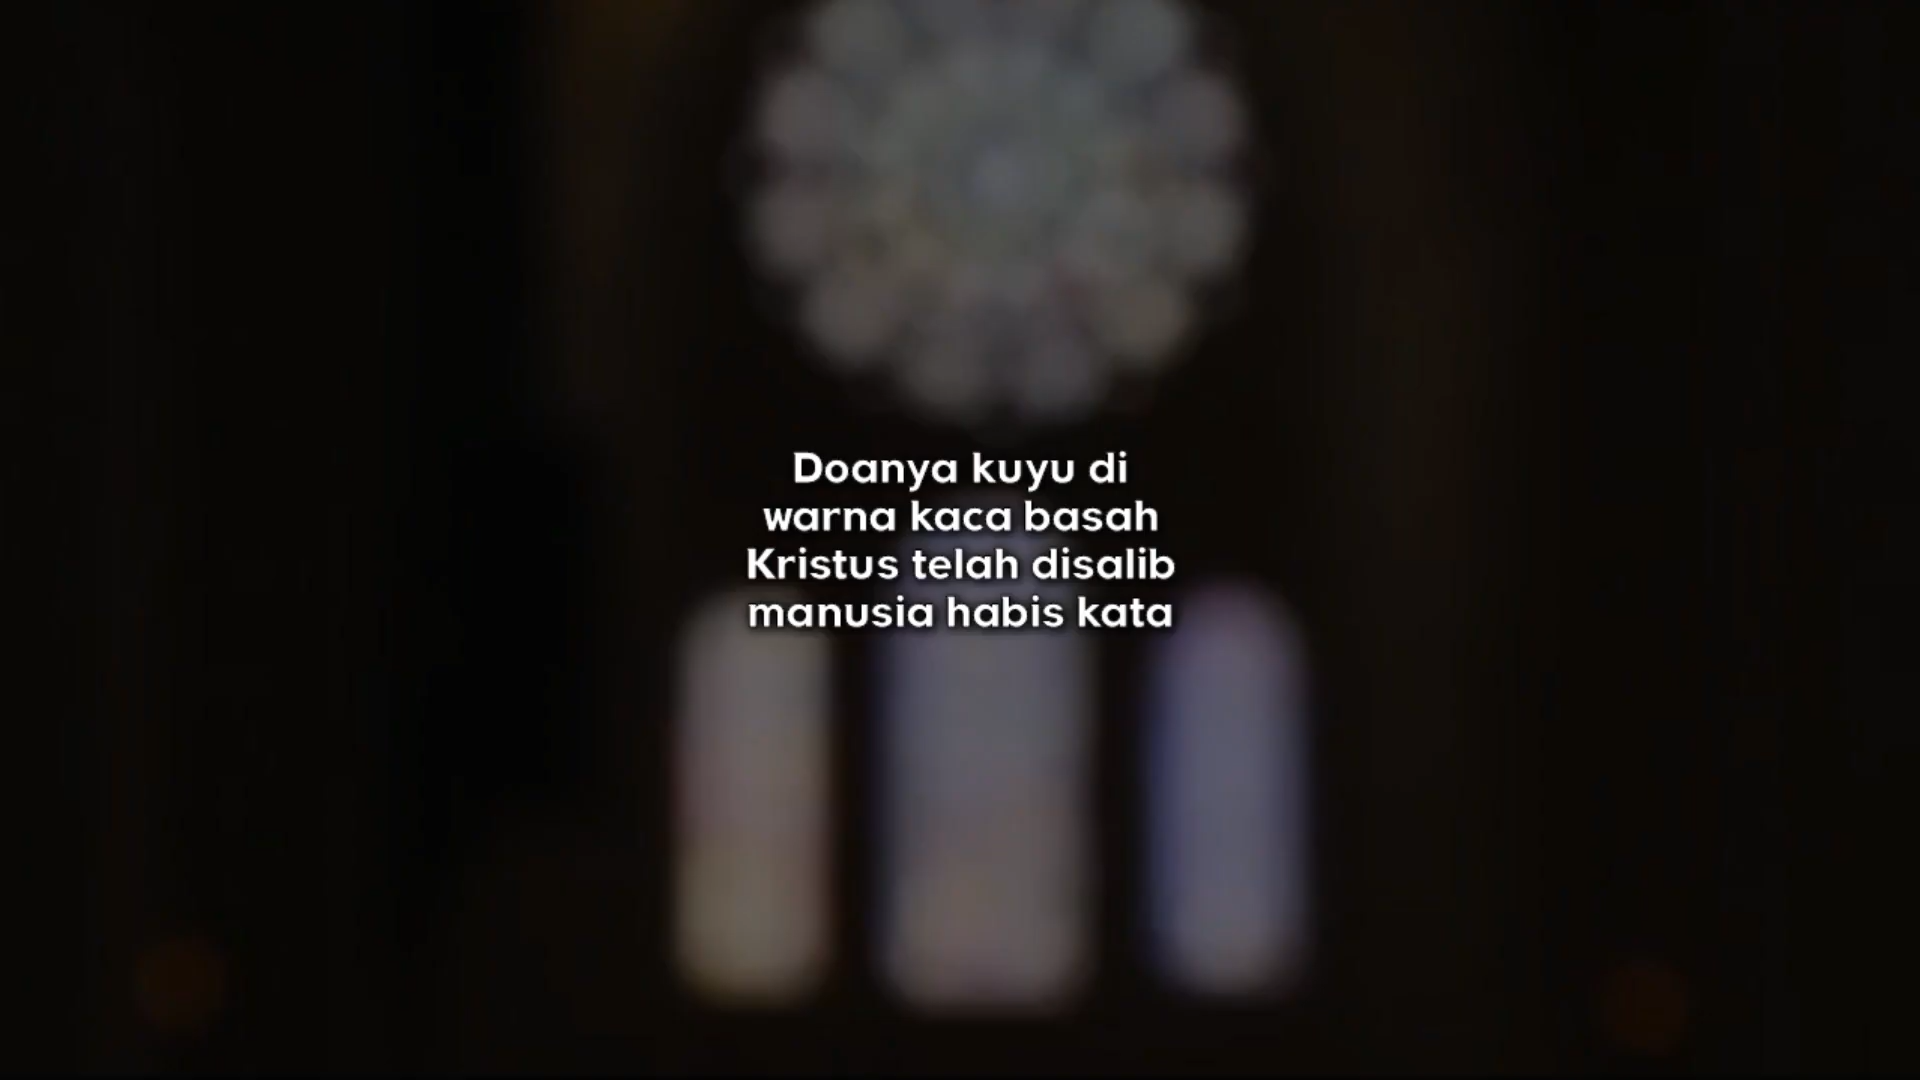 Doanya kuyu di
warna kaca basah
Kristus telah disalib
manusia habis kata